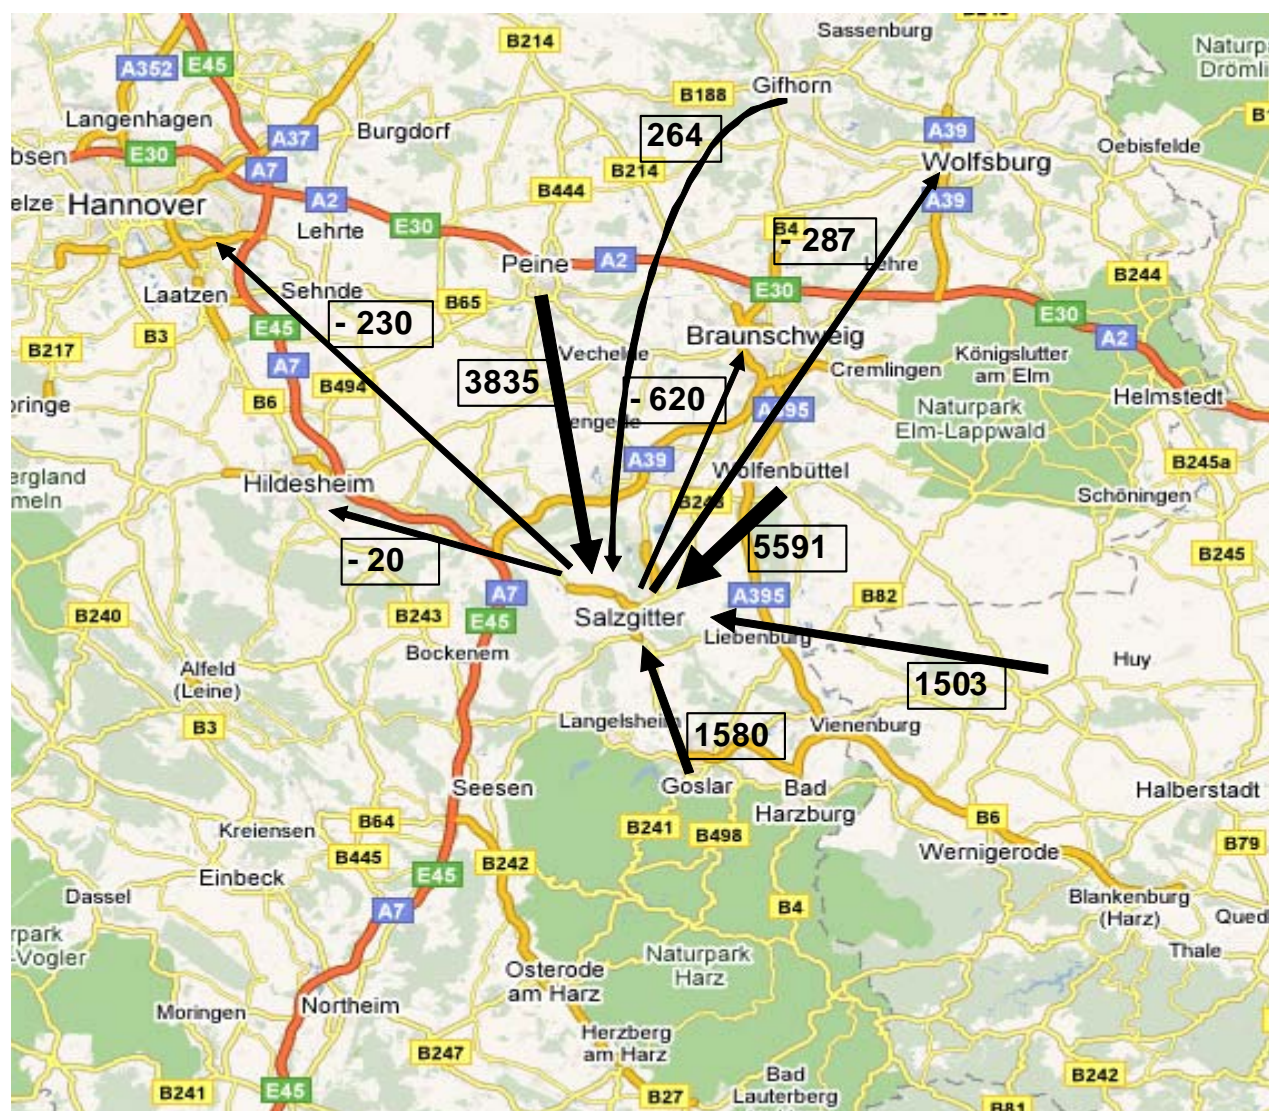 B214
Sassenburg
A352
E45
Gifhorn
B188
Langenhagen
A37
Burgdorf
264
A39
Oebisfelde
E30
A7
B214
Wolfsburg
A2
B444
A39
Hannover
Lehrte
E30
B4
- 287
Lehre
Peine
A2
B244
Laatzen
Sehnde
B65
E30
E30
B3
E45
- 230
Braunschweig
A2
B217
A7
Vechelde
Königslutter
am Elm
3835
B494
Cremlingen
B6
- 620
Naturpark
Elm-Lappwald
Helmstedt
A39
B245a
Hildesheim
Wolfenbüttel
Schöningen
- 20
5591
B245
A7
A395
B82
B240
B243
E45
Salzgitter
Liebenburg
Bockenem
Huy
Alfeld
(Leine)
1503
B3
Langelsheim
1580
Vienenburg
Seesen
Goslar
Bad
Harzburg
Halberstadt
B64
Kreiensen
B241
B498
B6
B79
B445
B242
Wernigerode
E45
Einbeck
Dassel
A7
B4
Blankenburg
(Harz)
Naturpark
Harz
Thale
Osterode
am Harz
Moringen
Northeim
Herzberg
am Harz
B247
Bad
Lauterberg
B242
B241
E45
B27
B81